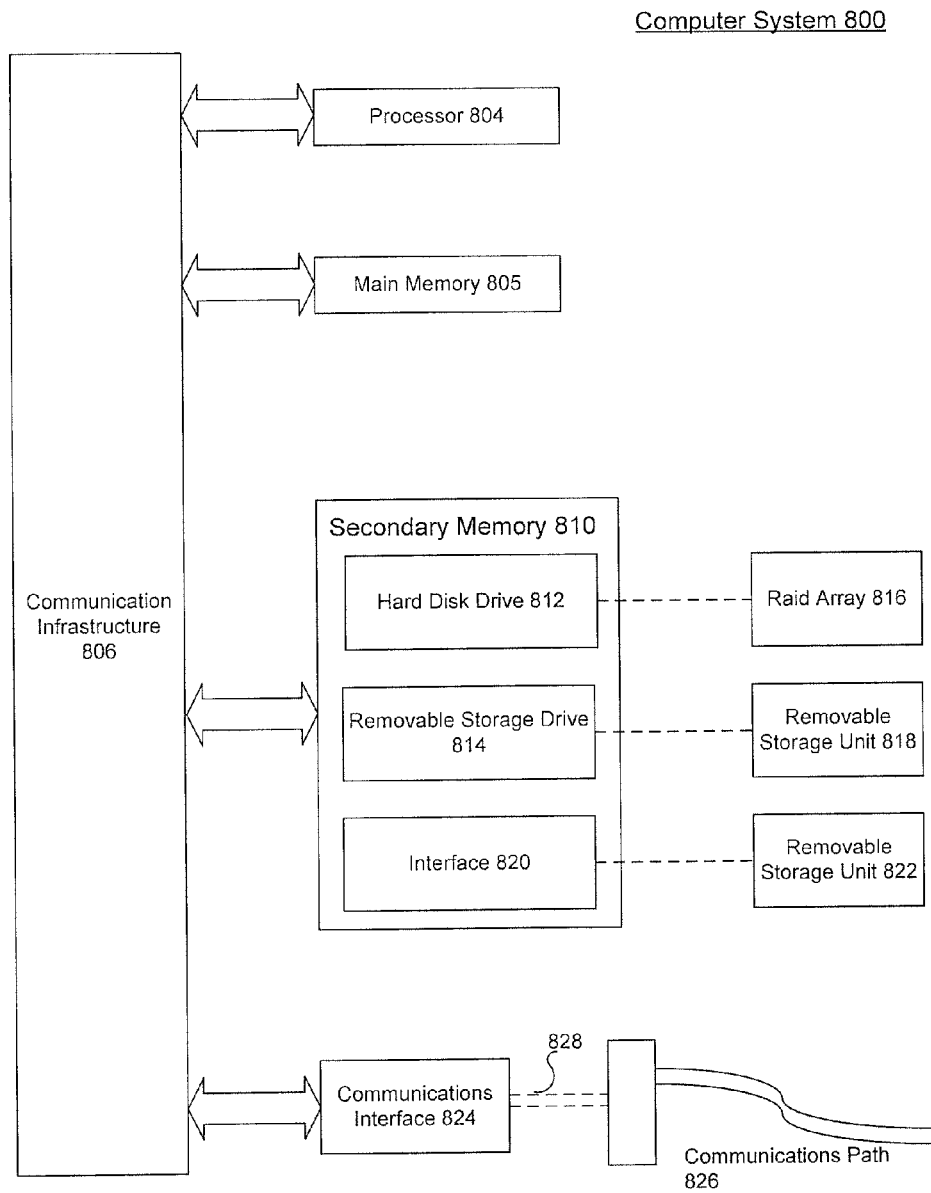 Computer System 800
Processor 804
Main Memory 805
Communication
Infrastructure
806
Secondary Memory 810
Hard Disk Drive 812
Raid Array 816
Removable Storage Drive
814
Removable
Storage Unit 818
Interface 820
Removable
Storage Unit 822
828
Communications
Interface 824
Communications Path
826